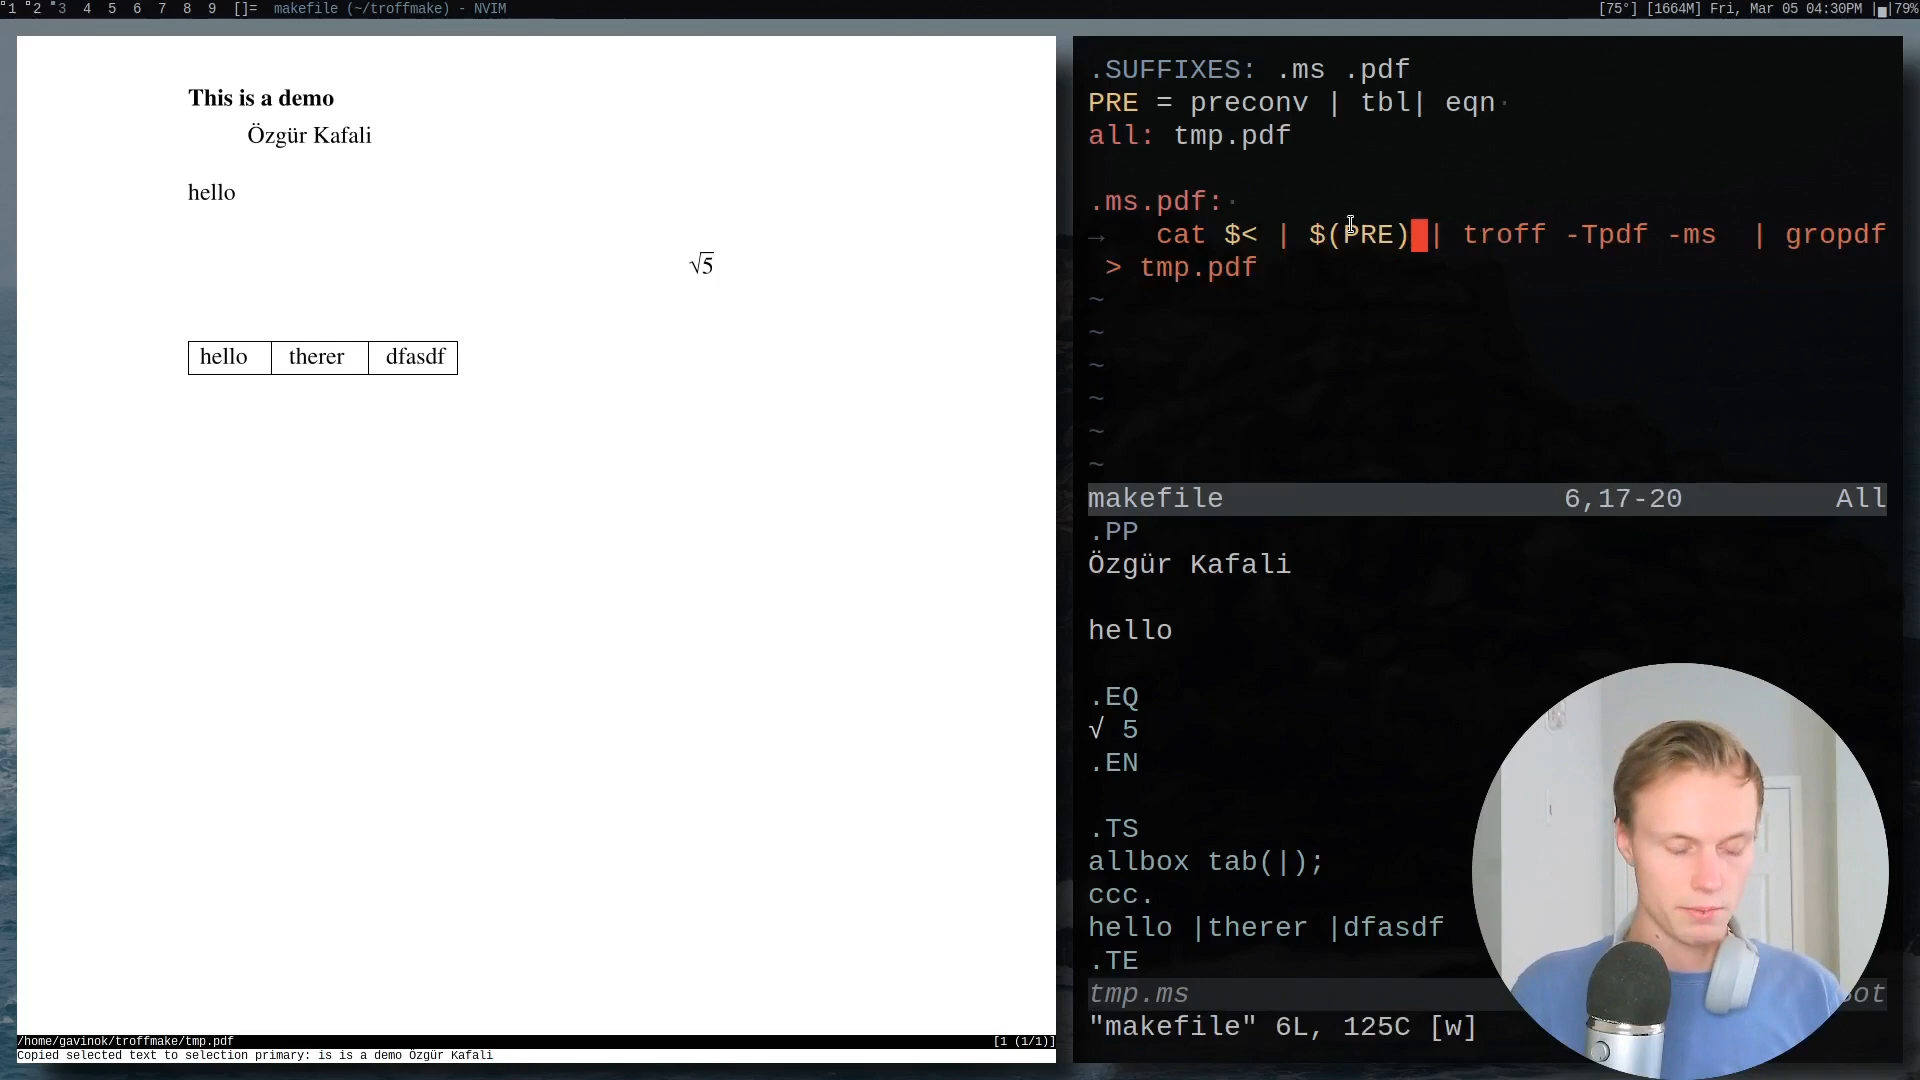 1 2 3 4 5 6 7 8 9 []= makefile (~/troffmake) - NVIM
[75°] [1664M] Fri, Mar 05 04:30PM | |79%
This is a demo
Özgür Kafali
hello
√5
hello therer dfasdf
/home/gavinok/troffmake/tmp.pdf [1 (1/1)]
Copied selected text to selection primary: is is a demo Özgür Kafali
.SUFFIXES: .ms .pdf
PRE = preconv | tbl| eqn·
all: tmp.pdf
.ms.pdf:·
→ cat $< | $(PRE) | troff -Tpdf -ms  | gropdf
> tmp.pdf
~
~
~
~
~
~
makefile 6,17-20 All
.PP
Özgür Kafali
hello
.EQ
√ 5
.EN
.TS
allbox tab(|);
ccc.
hello |therer |dfasdf
.TE
tmp.ms
"makefile" 6L, 125C [w]